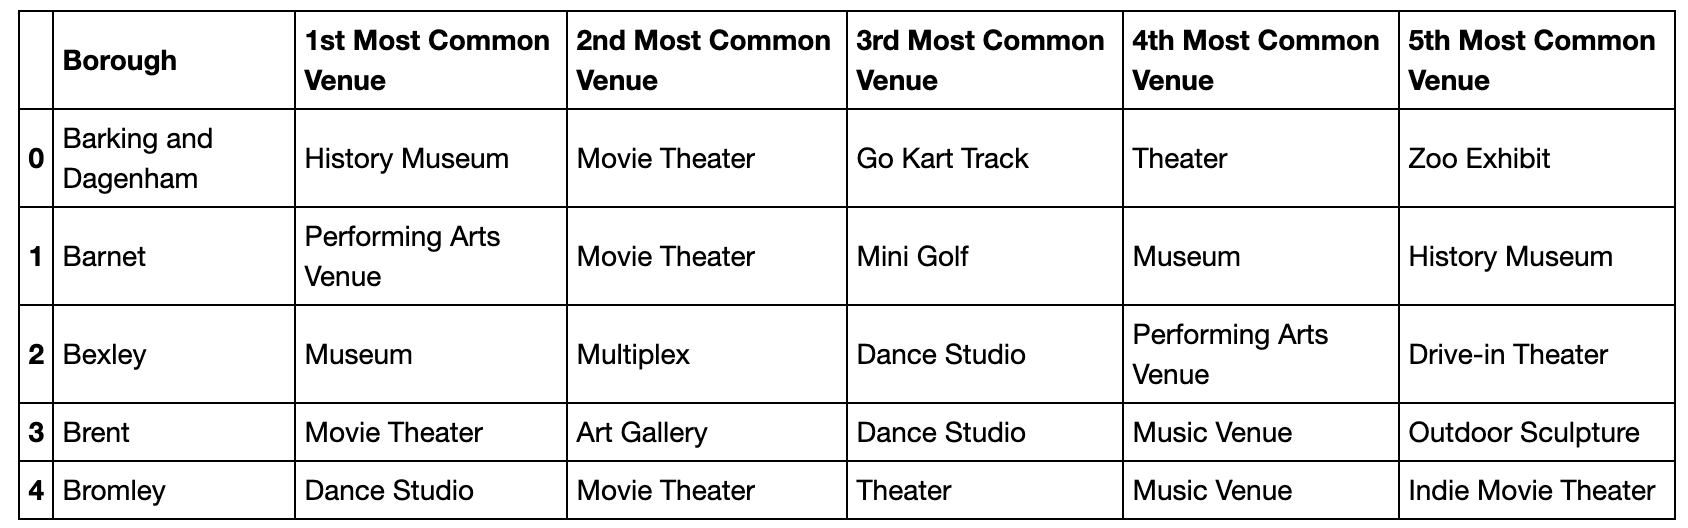 Borough 1st Most Common Venue 2nd Most Common Venue 3rd Most Common Venue 4th Most Common Venue 5th Most Common Venue
0 Barking and Dagenham History Museum Movie Theater Go Kart Track Theater Zoo Exhibit
1 Barnet Performing Arts Venue Movie Theater Mini Golf Museum History Museum
2 Bexley Museum Multiplex Dance Studio Performing Arts Venue Drive-in Theater
3 Brent Movie Theater Art Gallery Dance Studio Music Venue Outdoor Sculpture
4 Bromley Dance Studio Movie Theater Theater Music Venue Indie Movie Theater